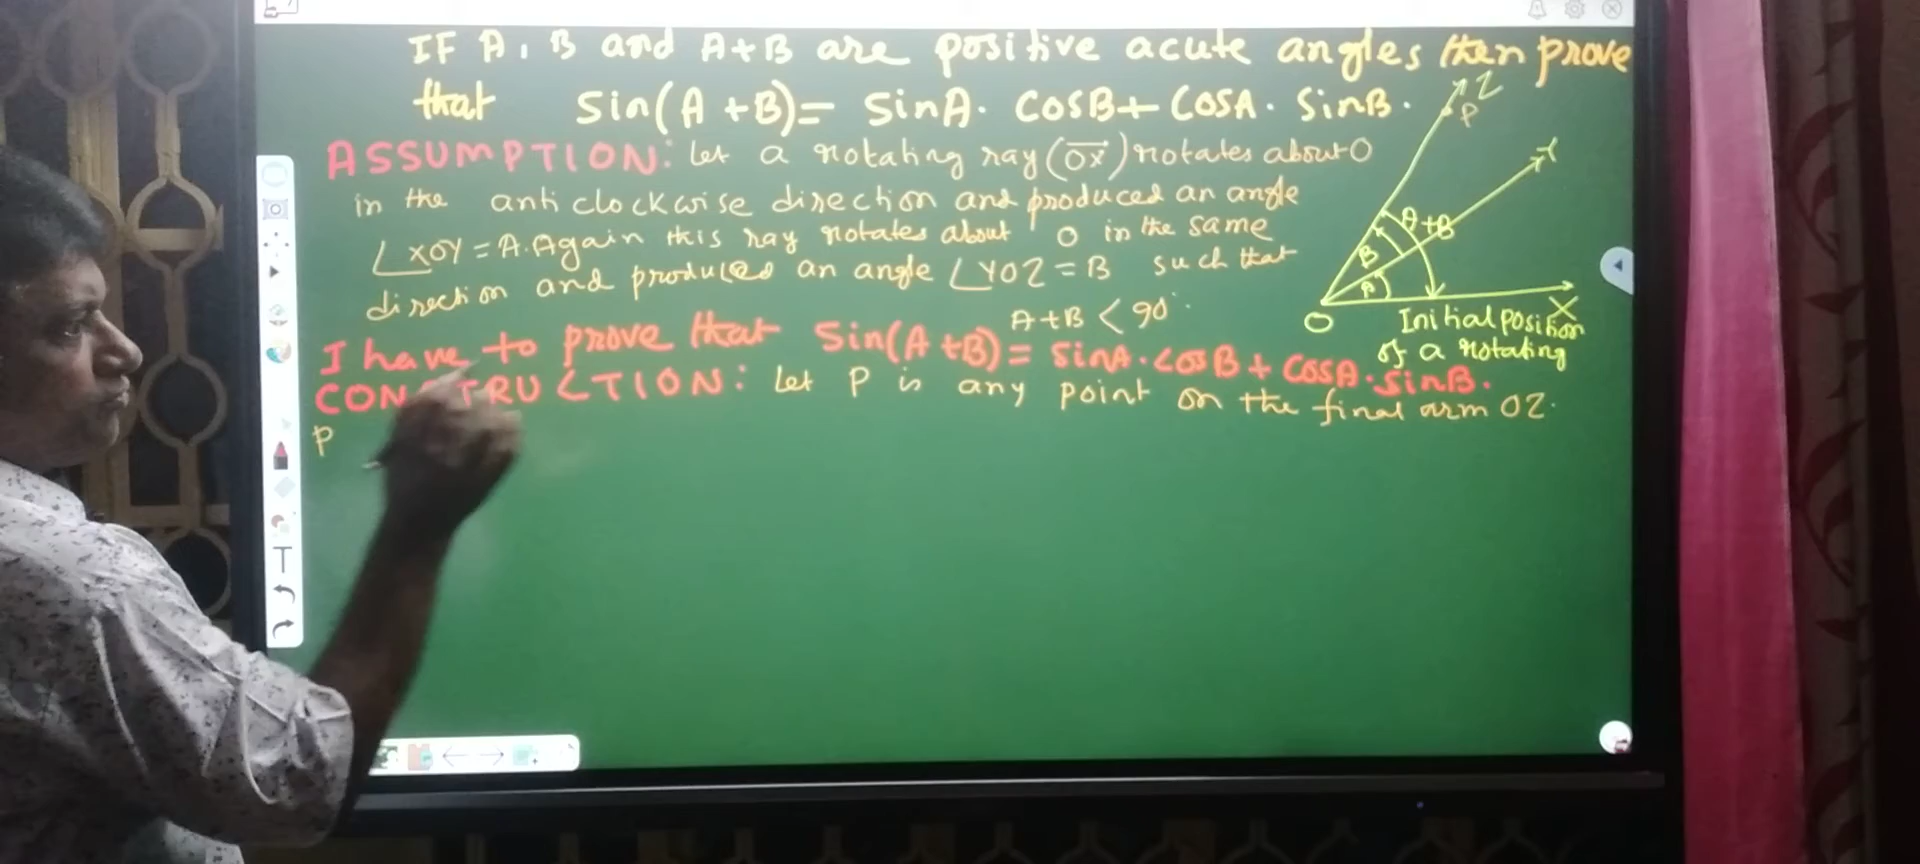 IF A, B and A+B are positive acute angles then prove
that Sin(A+B)= SinA. CosB+ COSA. SinB.
ASSUMPTION: Let a rotating ray (OX) rotates about O
in the anti clockwise direction and produced an angle
∠XOY = A. Again this ray rotates about O in the same
direction and produced an angle ∠YOZ = B such that
A+B < 90°
I have to prove that Sin(A+B) = SinA.CosB + COSA.SinB.
CONSTRUCTION: Let P is any point on the final arm OZ.
P
Z
P
Y
A+B
B
A
O
X
Initial position
of a rotating
T